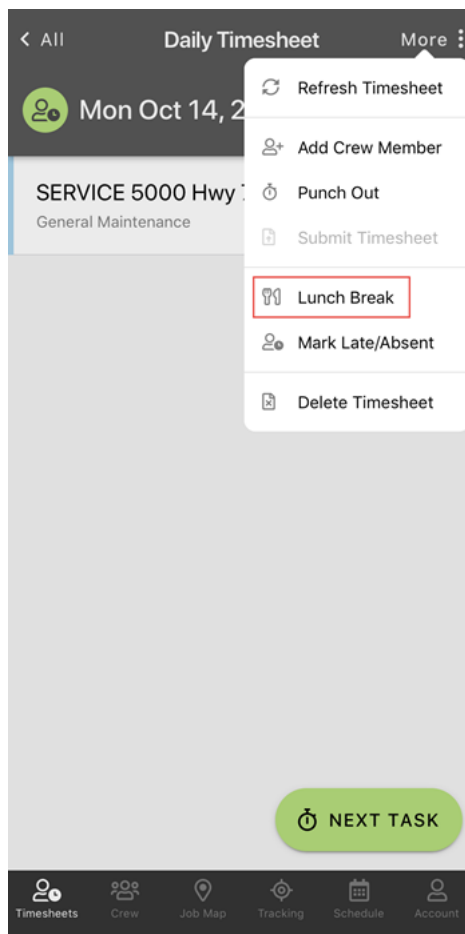 All
Daily Timesheet
More
Mon Oct 14, 2
Refresh Timesheet
Add Crew Member
Punch Out
Submit Timesheet
Lunch Break
Mark Late/Absent
Delete Timesheet
SERVICE 5000 Hwy
General Maintenance
NEXT TASK
Timesheets
Crew
Job Map
Tracking
Schedule
Account